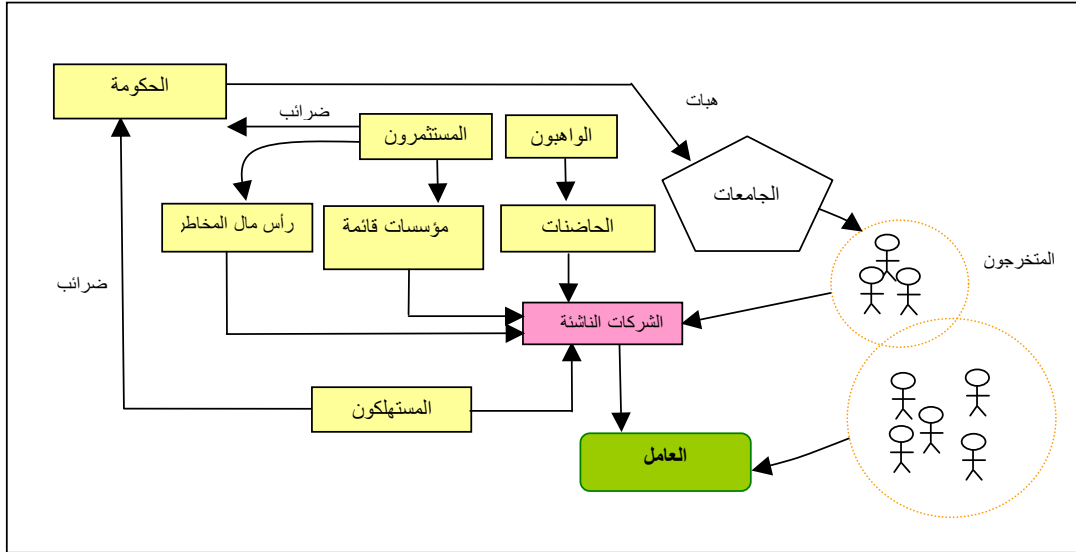 الحكومة
هبات
ضرائب
المستثمرون
الواهبون
الجامعات
رأس مال المخاطر
مؤسسات قائمة
الحاضنات
المتخرجون
ضرائب
الشركات الناشئة
المستهلكون
العامل